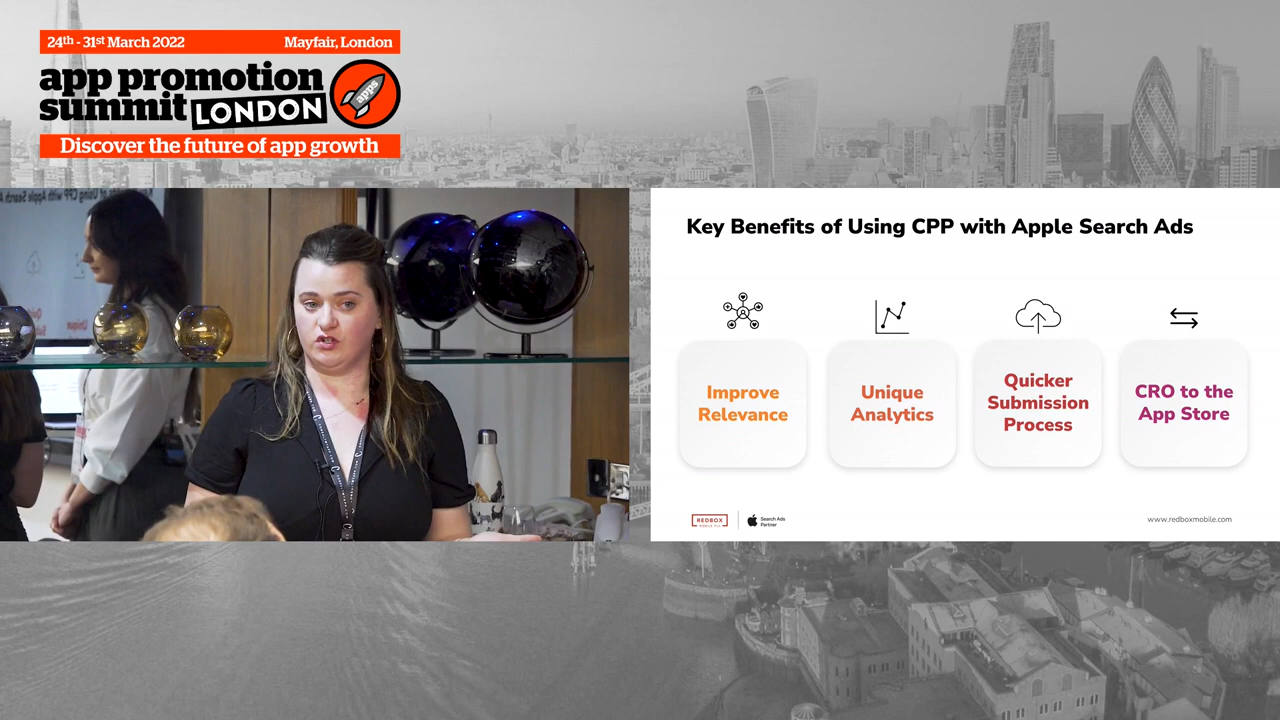 24th - 31st March 2022
Mayfair, London
app promotion
summit LONDON
apps
Discover the future of app growth
Key Benefits of Using CPP with Apple Search Ads
Improve
Relevance
Unique
Analytics
Quicker
Submission
Process
CRO to the
App Store
REDBOX
MOBILE
Search Ads
Partner
www.redboxmobile.com